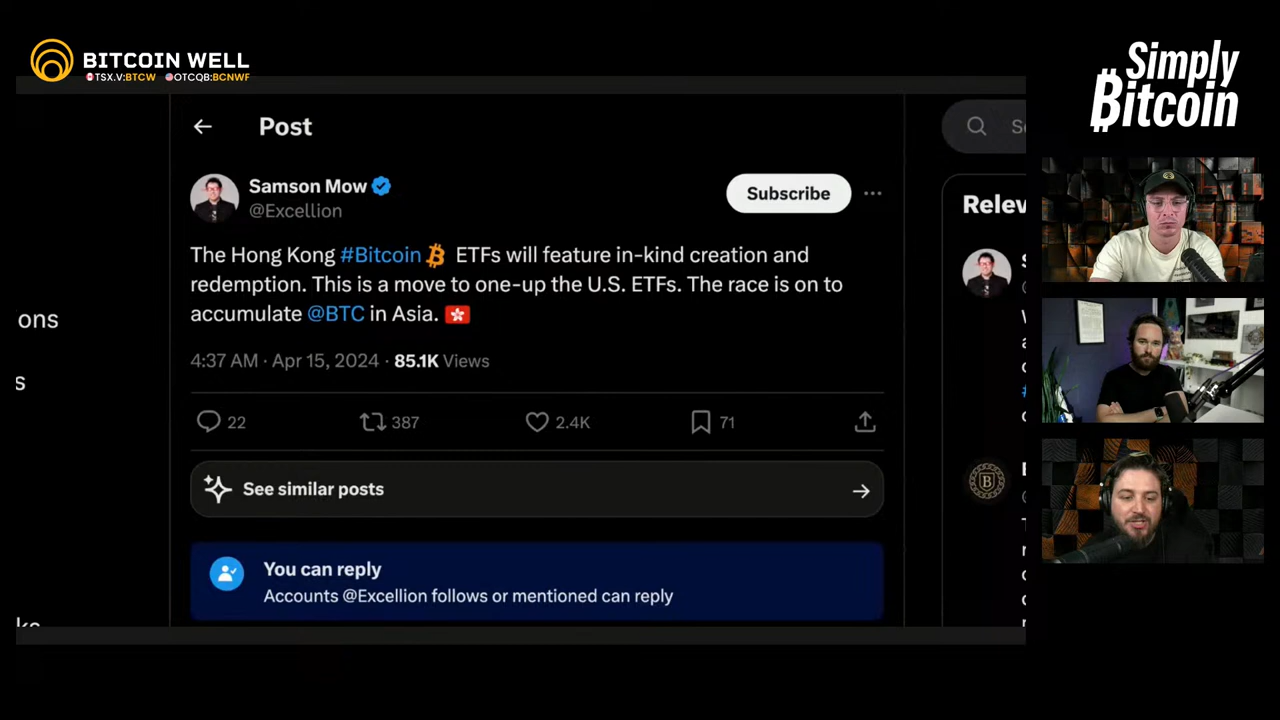 BITCOIN WELL
TSX.V:BTCW OTCQB:BCNWF
Simply
Bitcoin
Post
Samson Mow
@Excellion
Subscribe
The Hong Kong #Bitcoin ETFs will feature in-kind creation and
redemption. This is a move to one-up the U.S. ETFs. The race is on to
accumulate @BTC in Asia. 🇭🇰
4:37 AM · Apr 15, 2024 · 85.1K Views
22 387 2.4K 71
See similar posts
You can reply
Accounts @Excellion follows or mentioned can reply
ons
s